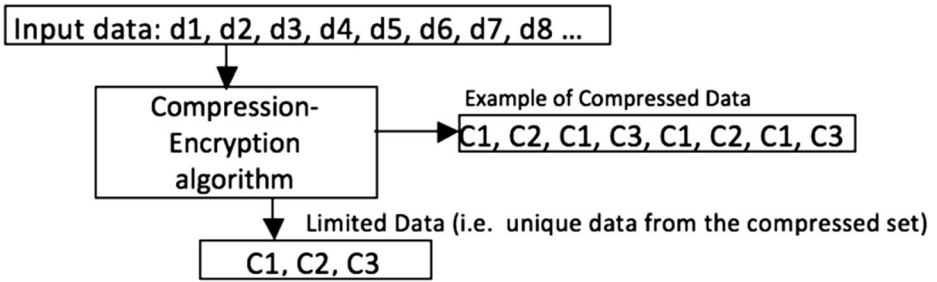 Input data: d1, d2, d3, d4, d5, d6, d7, d8 ...
Compression-
Encryption
algorithm
Example of Compressed Data
C1, C2, C1, C3, C1, C2, C1, C3
Limited Data (i.e. unique data from the compressed set)
C1, C2, C3